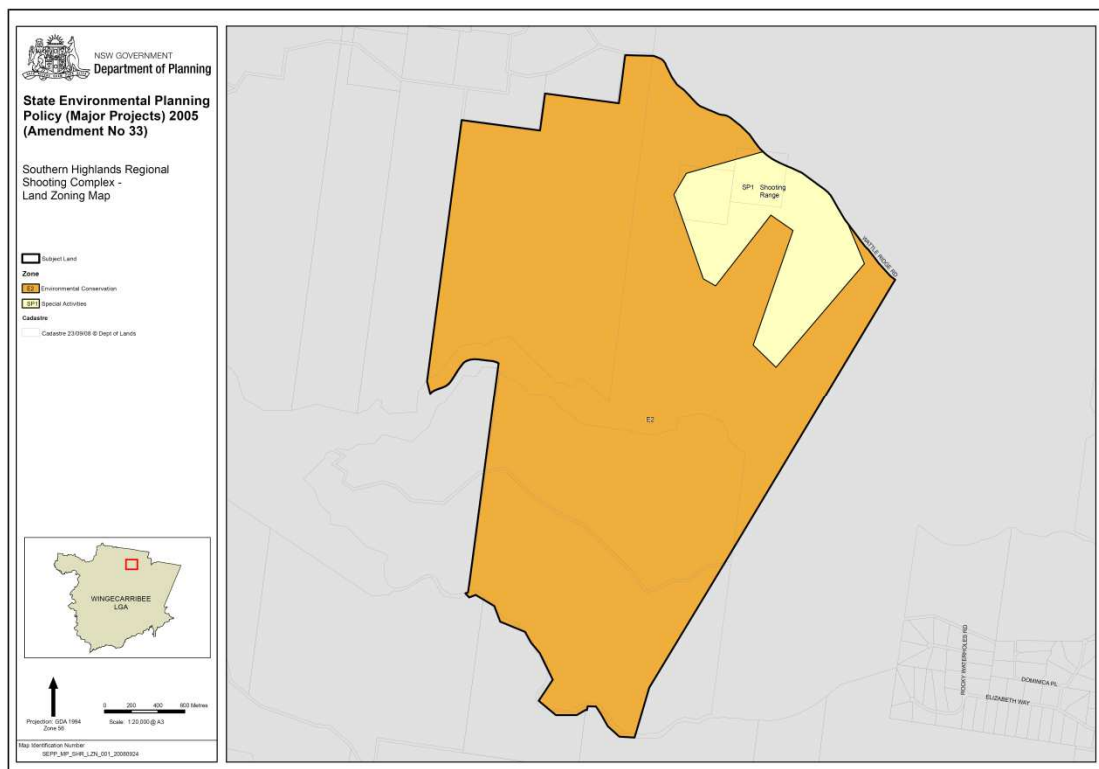 NSW GOVERNMENT
Department of Planning
State Environmental Planning
Policy (Major Projects) 2005
(Amendment No 33)
Southern Highlands Regional
Shooting Complex -
Land Zoning Map
Subject Land
Zone
E2 Environmental Conservation
SP1 Special Activities
Cadastre
Cadastre 23/09/08 © Dept of Lands
WINGECARRIBEE
LGA
0 200 400 600 Metres
Projection: GDA 1994
Zone 56
Scale: 1:20,000 @ A3
Map Identification Number
SEPP_MP_SHR_LZN_001_20080924
SP1 Shooting
Range
WATTLE RIDGE RD
E2
ROCKY WATERHOLES RD
DOMINICA PL
ELIZABETH WAY